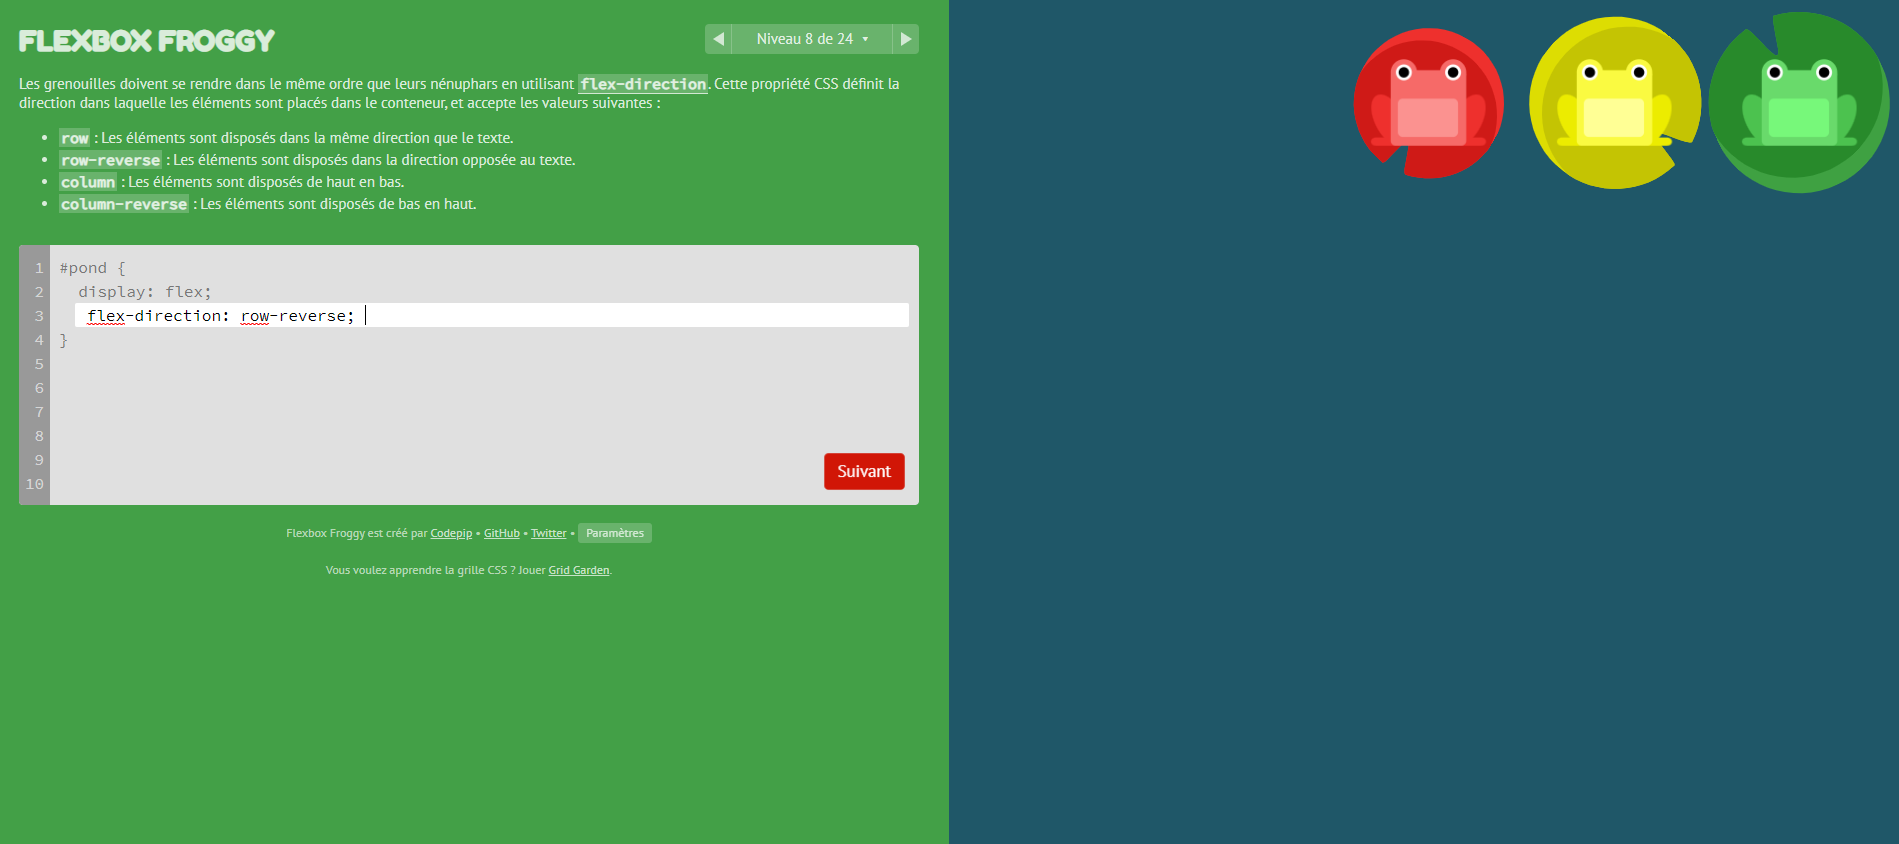 FLEXBOX FROGGY
Niveau 8 de 24
Les grenouilles doivent se rendre dans le même ordre que leurs nénuphars en utilisant flex-direction. Cette propriété CSS définit la
direction dans laquelle les éléments sont placés dans le conteneur, et accepte les valeurs suivantes :
• row : Les éléments sont disposés dans la même direction que le texte.
• row-reverse : Les éléments sont disposés dans la direction opposée au texte.
• column : Les éléments sont disposés de haut en bas.
• column-reverse : Les éléments sont disposés de bas en haut.
1 #pond {
2 display: flex;
3 flex-direction: row-reverse;
4 }
5
6
7
8
9
10
Suivant
Flexbox Froggy est créé par Codepip • GitHub • Twitter • Paramètres
Vous voulez apprendre la grille CSS ? Jouer Grid Garden.